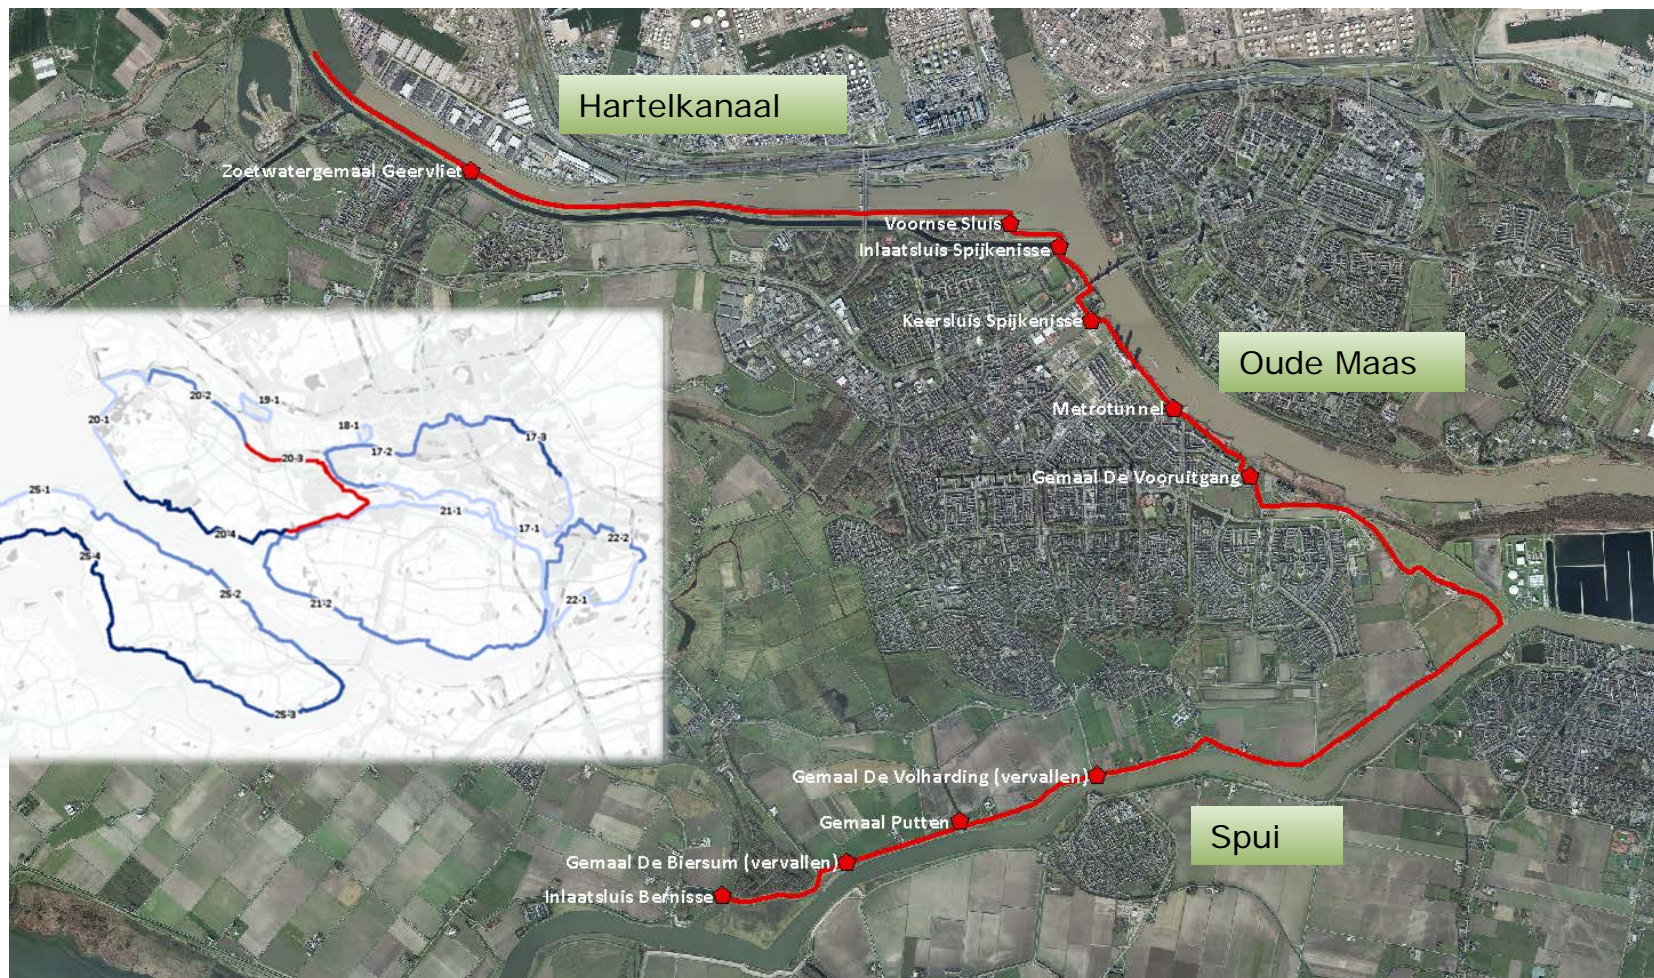 Hartelkanaal
Zoetwatergemaal Geervliet
Voornse Sluis
Inlaatsluis Spijkenisse
Keersluis Spijkenisse
Oude Maas
Metrotunnel
Gemaal De Vooruitgang
20-2
19-1
20-1
18-1
17-3
17-2
20-3
25-1
21-1
17-1
20-4
22-2
25-4
25-2
21-2
22-1
25-3
Gemaal De Volharding (vervallen)
Gemaal Putten
Spui
Gemaal De Biersum (vervallen)
Inlaatsluis Bernisse